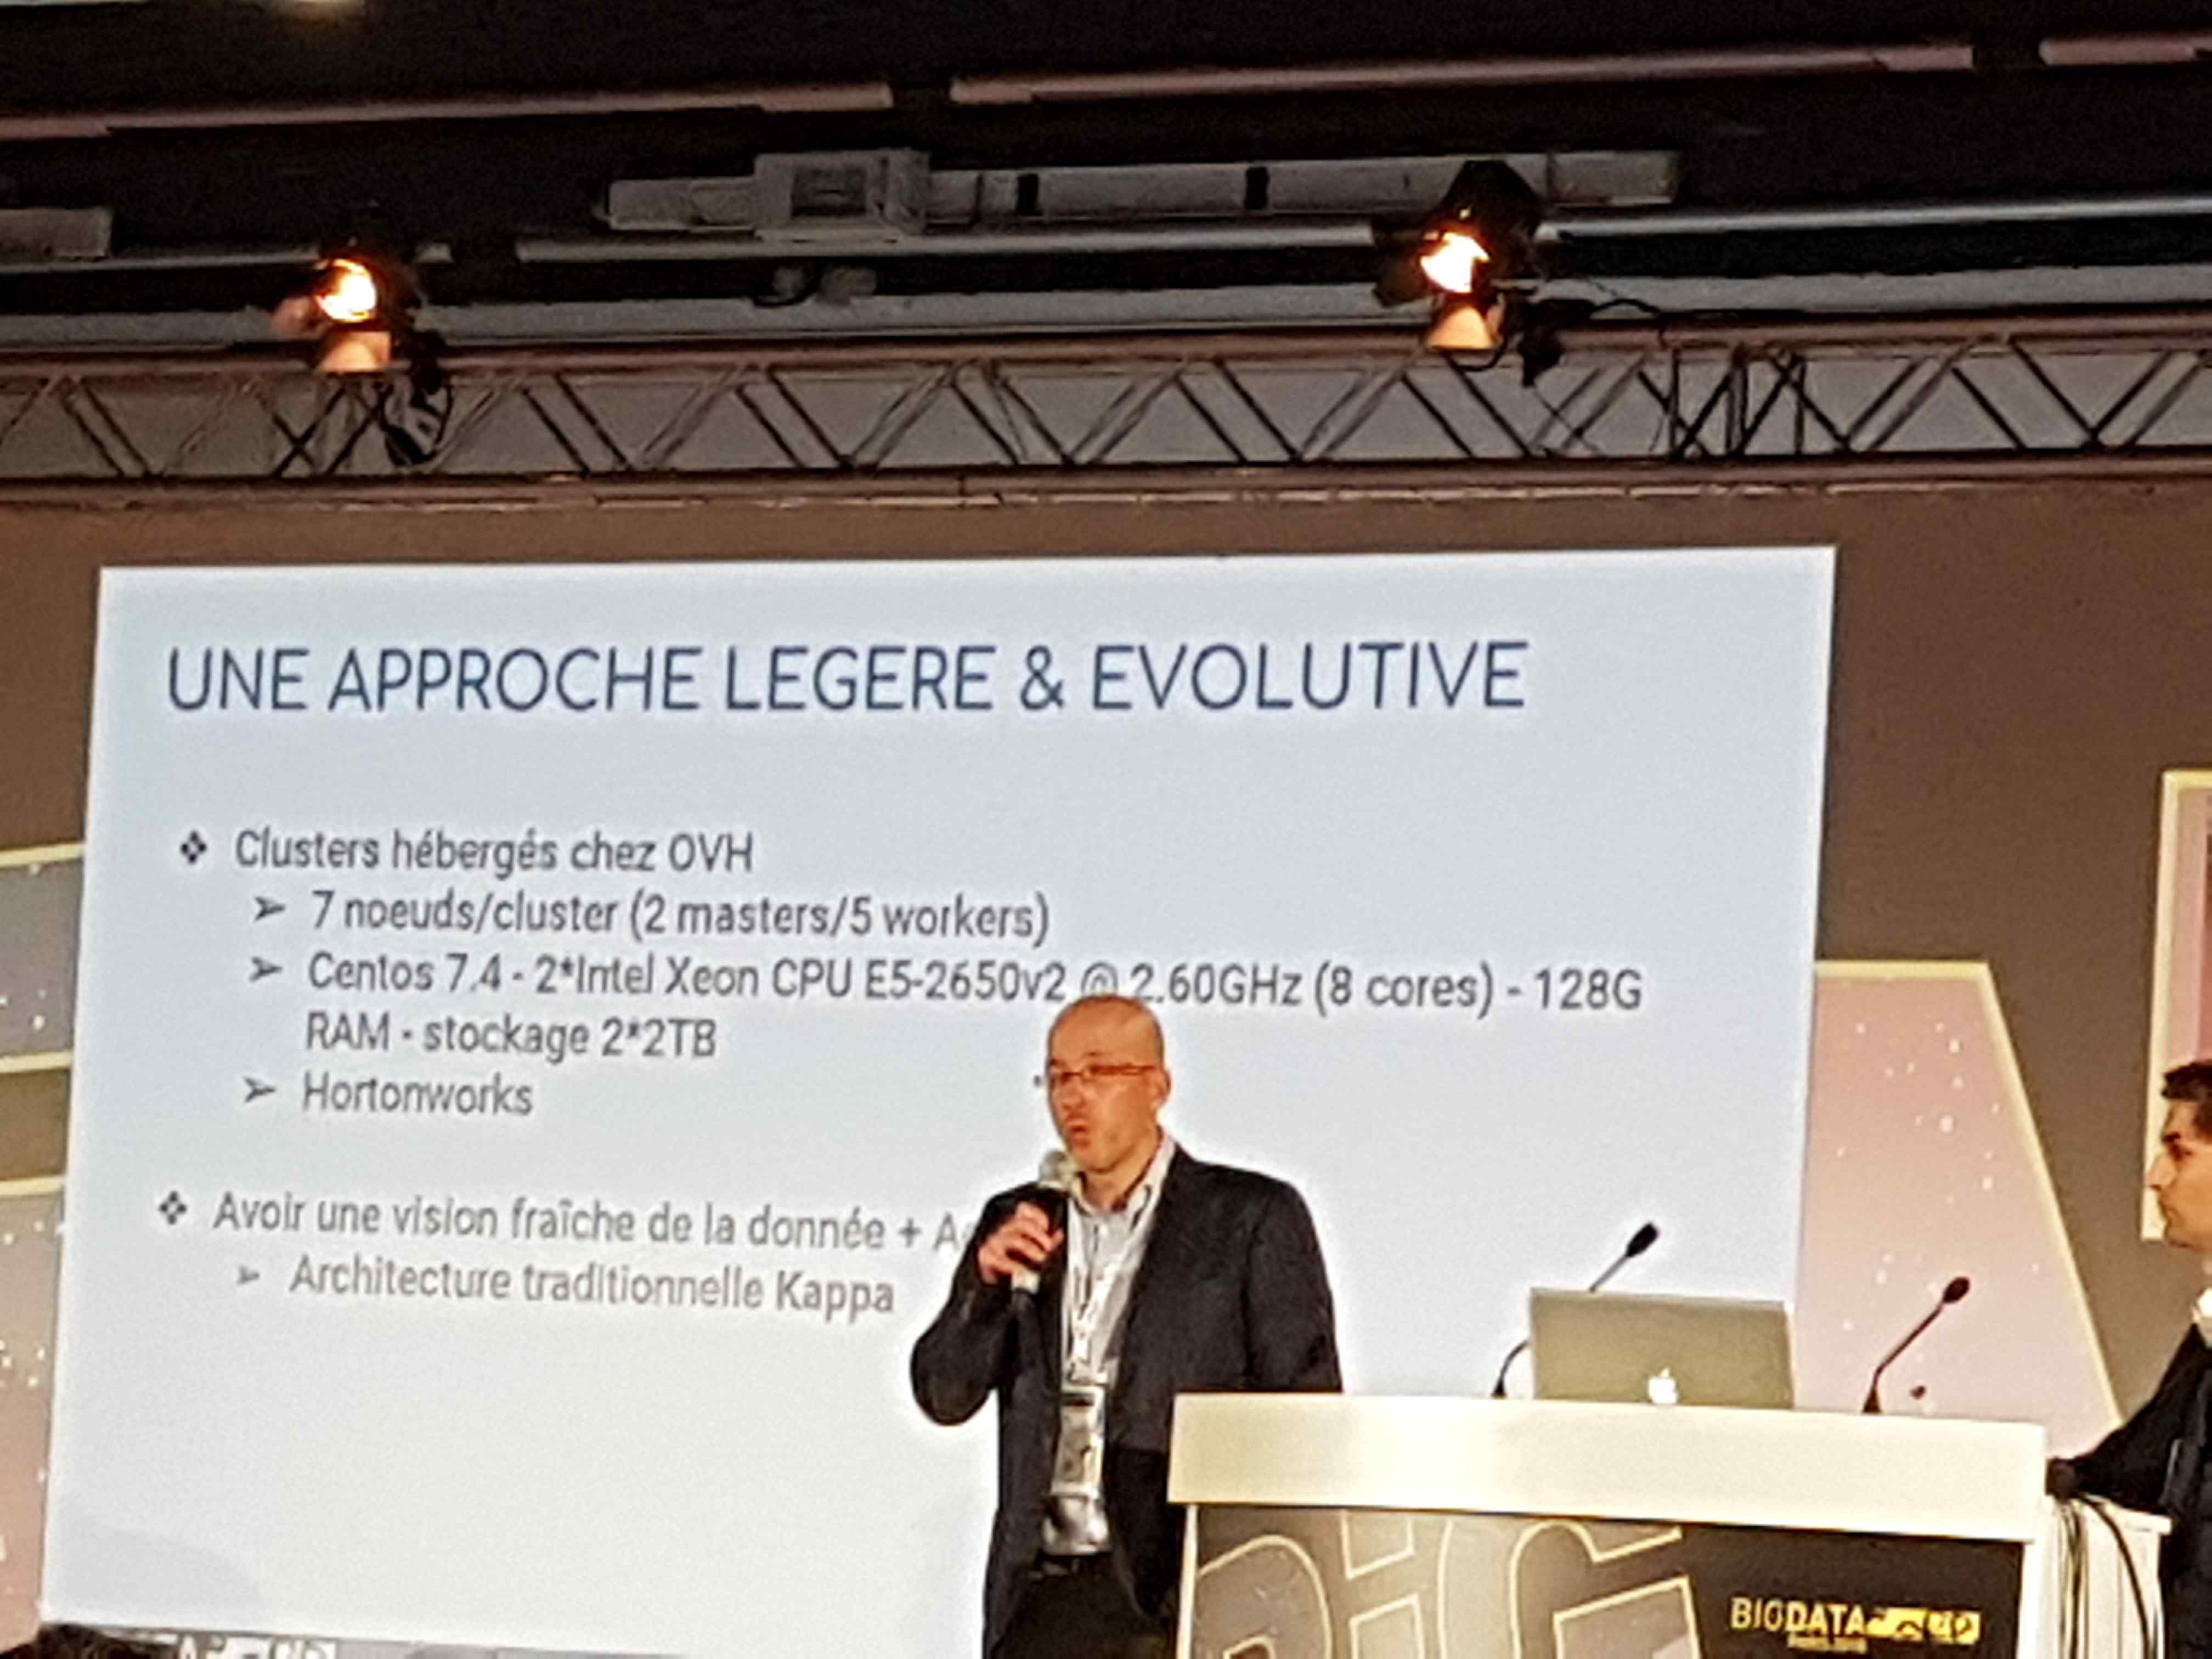 UNE APPROCHE LEGERE & EVOLUTIVE
❖ Clusters hébergés chez OVH
➢ 7 noeuds/cluster (2 masters/5 workers)
➢ Centos 7.4 - 2*Intel Xeon CPU E5-2650v2 @ 2.60GHz (8 cores) - 128G
RAM - stockage 2*2TB
➢ Hortonworks
❖ Avoir une vision fraîche de la donnée +
➢ Architecture traditionnelle Kappa
BiG
BIGDATA